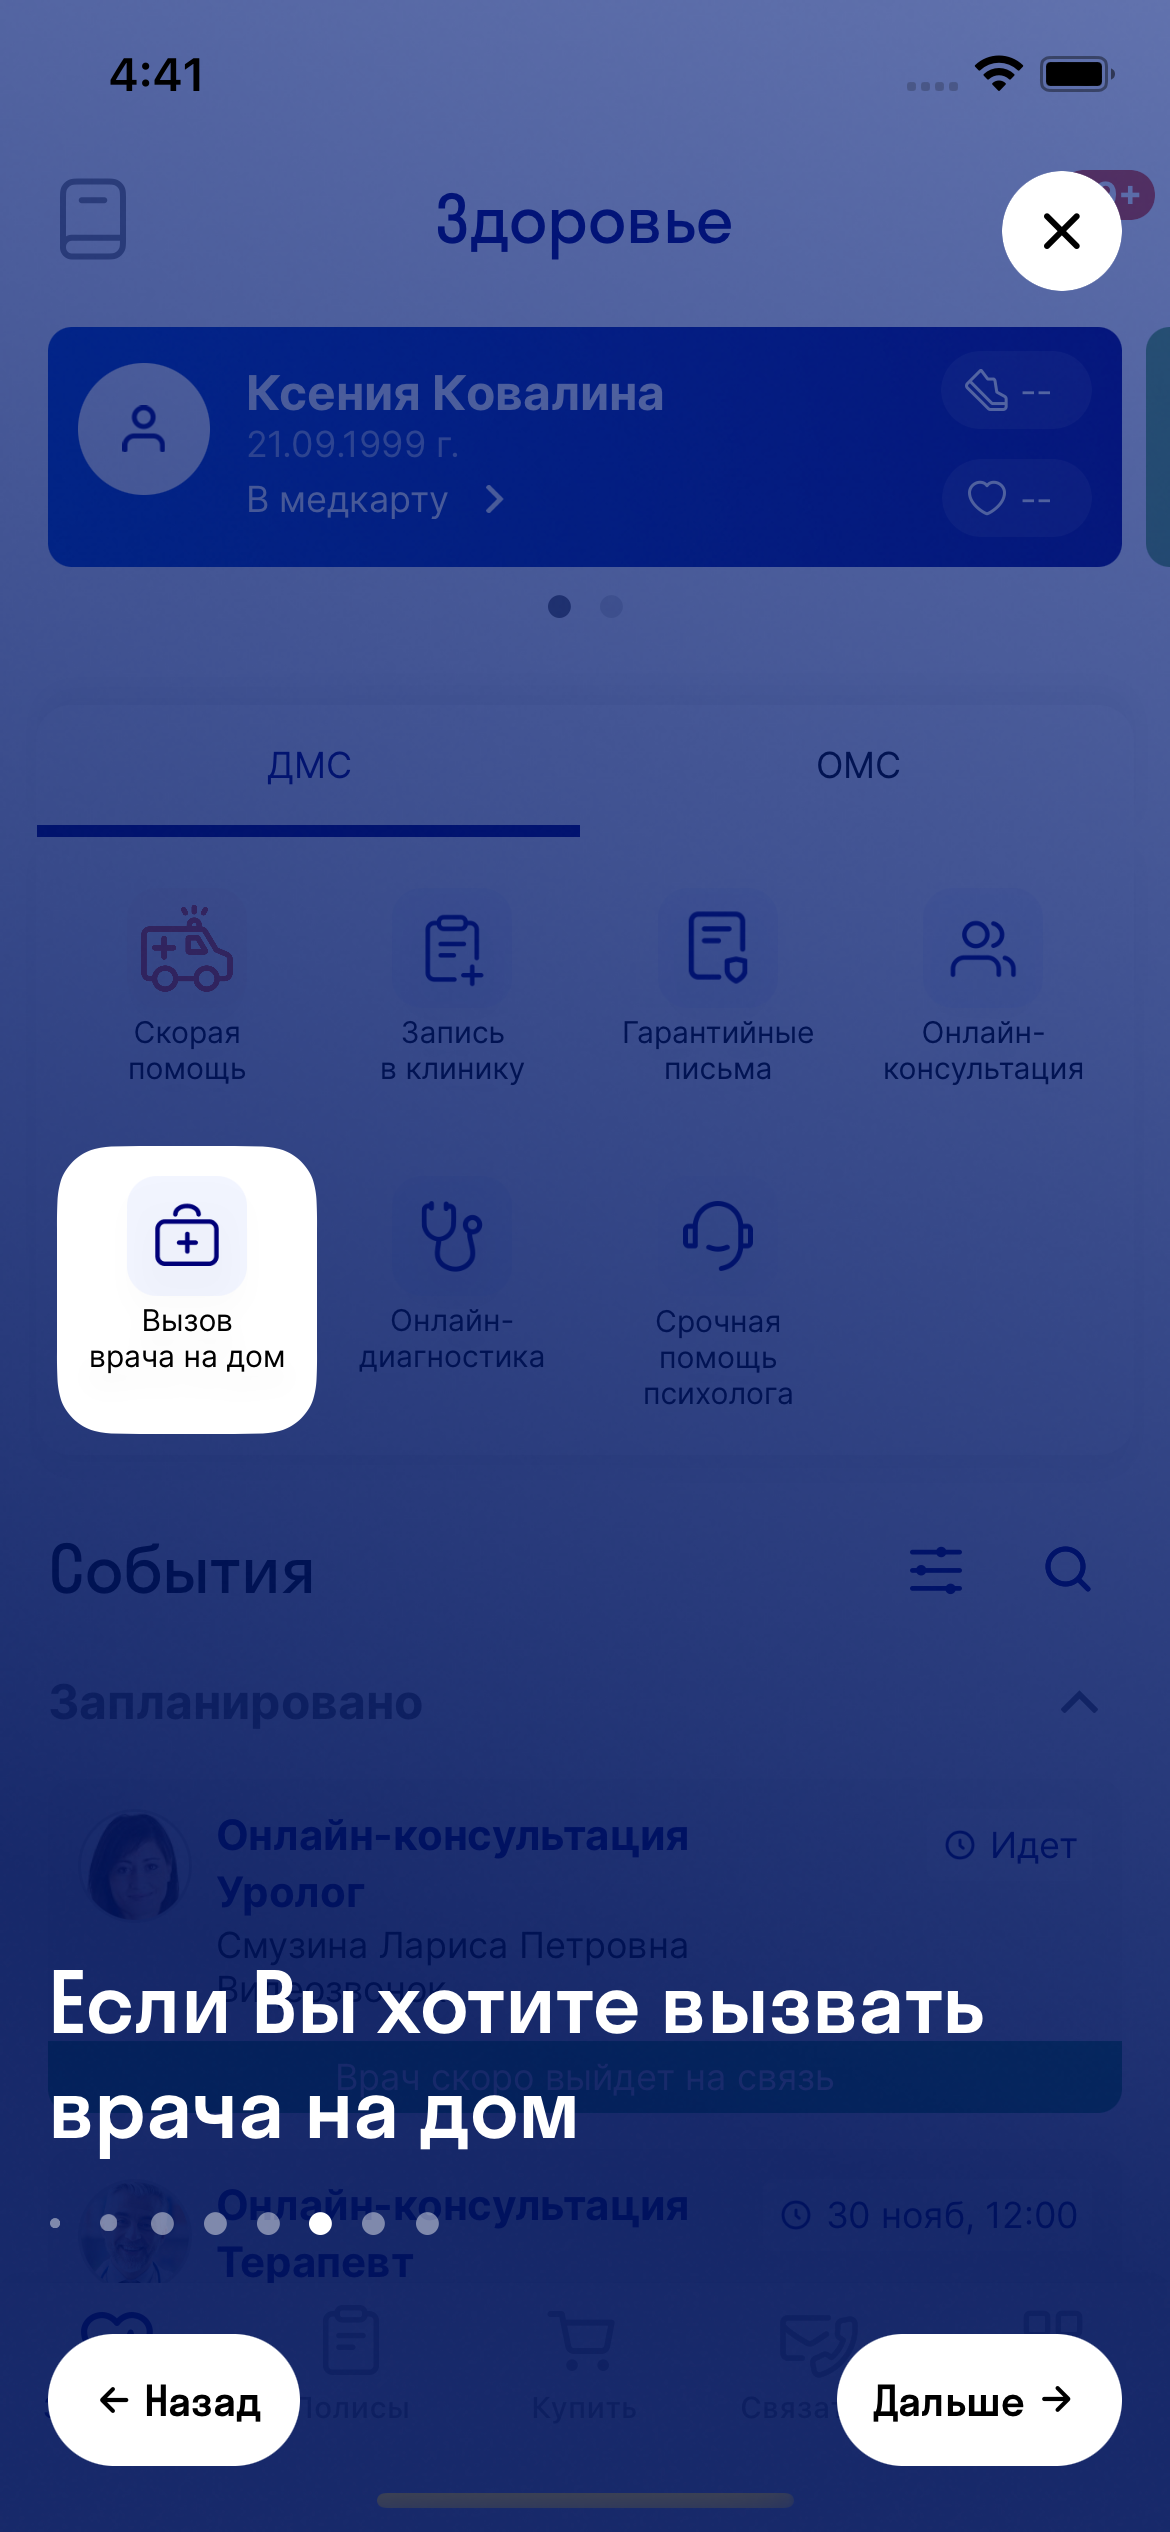 4:41
Здоровье
9+
Ксения Ковалина
21.09.1999 г.
В медкарту
--
--
ДМС
ОМС
Скорая
помощь
Запись
в клинику
Гарантийные
письма
Онлайн-
консультация
Вызов
врача на дом
Онлайн-
диагностика
Срочная
помощь
психолога
События
Запланировано
Онлайн-консультация
Уролог
Идет
Смузина Лариса Петровна
Видеозвонок
Если Вы хотите вызвать
врача на дом
Врач скоро выйдет на связь
Онлайн-консультация
Терапевт
30 нояб, 12:00
← Назад
Полисы
Купить
Связа
Дальше →